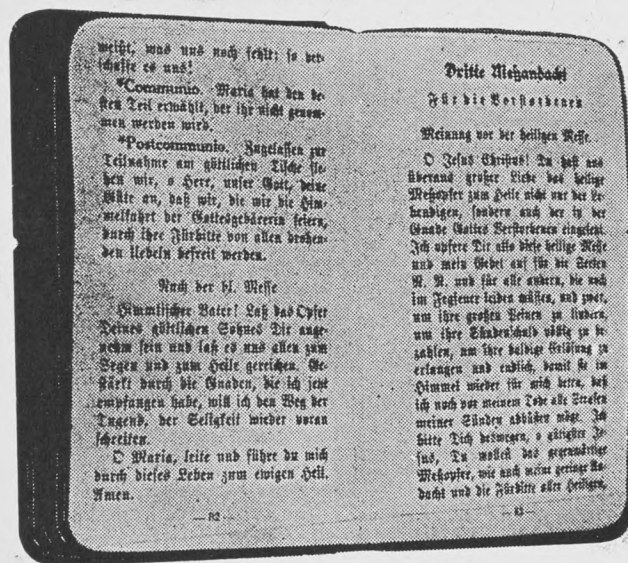 weißt, was uns noch fehlt: so ver-
schaffe es uns!
*Communio. Maria hat den be-
sten Teil erwählt, der ihr nicht genom-
men werden wird.
*Postcommunio. Zugelassen zur
Teilnahme am göttlichen Tische fle-
hen wir, o Herr, unser Gott, deine
Güte an, daß wir, die wir die Him-
melfahrt der Gottesgebärerin feiern,
durch ihre Fürbitte von allen drohen-
den Uebeln befreit werden.
Nach der hl. Messe
Himmlischer Vater! Laß das Opfer
Deines göttlichen Sohnes Dir ange-
nehm sein und laß es uns allen zum
Segen und zum Heile gereichen. Ge-
stärkt durch die Gnaden, die ich jetzt
empfangen habe, will ich den Weg der
Tugend, der Seligkeit wieder voran
schreiten.
O Maria, leite und führe du mich
durch dieses Leben zum ewigen Heil.
Amen.
— 82 —
Dritte Meßandacht
Für die Verstorbenen
Meinung vor der heiligen Messe.
O Jesus Christus! Du hast aus
überaus großer Liebe das heilige
Meßopfer zum Heile nicht nur der Le-
bendigen, sondern auch der in der
Gnade Gottes Verstorbenen eingesetzt.
Ich opfere Dir also diese heilige Messe
und mein Gebet auf für die Seelen
N. N. und für alle andern, die noch
im Fegfeuer leiden müssen, und zwar,
um ihre großen Peinen zu lindern,
um ihre Sündenschuld völlig zu be-
zahlen, um ihre baldige Erlösung zu
erlangen und endlich, damit sie im
Himmel wieder für mich beten, daß
ich noch vor meinem Tode alle Strafen
meiner Sünden abbüßen möge. Ich
bitte Dich deswegen, o gütigster Je-
sus, Du wollest das gegenwärtige
Meßopfer, wie auch meine geringe An-
dacht und die Fürbitte aller Heiligen,
— 83 —